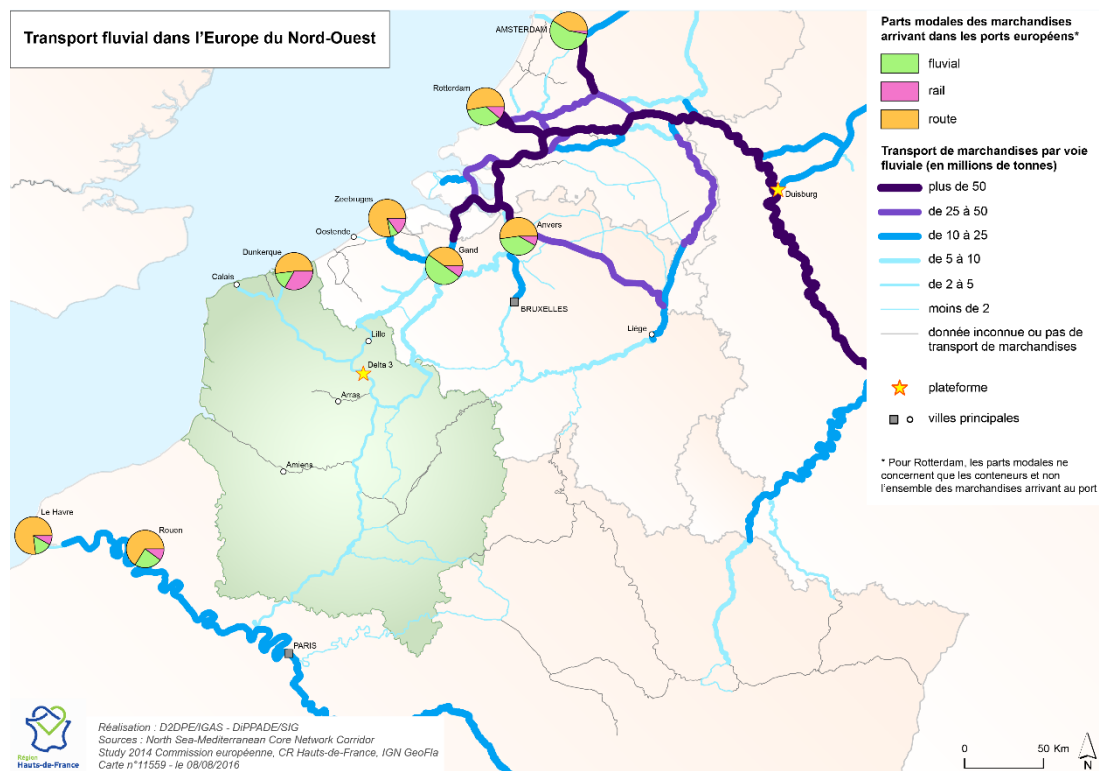 Transport fluvial dans l'Europe du Nord-Ouest
AMSTERDAM
Rotterdam
Zeebruges
Ostende
Dunkerque
Calais
Gand
Anvers
BRUXELLES
Duisburg
Liège
Lille
Delta 3
Arras
Amiens
Le Havre
Rouen
PARIS
Parts modales des marchandises
arrivant dans les ports européens*
fluvial
rail
route
Transport de marchandises par voie
fluviale (en millions de tonnes)
plus de 50
de 25 à 50
de 10 à 25
de 5 à 10
de 2 à 5
moins de 2
donnée inconnue ou pas de
transport de marchandises
plateforme
villes principales
* Pour Rotterdam, les parts modales ne
concernent que les conteneurs et non
l'ensemble des marchandises arrivant au port
Région
Hauts-de-France
Réalisation : D2DPE/IGAS - DiPPADE/SIG
Sources : North Sea-Mediterranean Core Network Corridor
Study 2014 Commission européenne, CR Hauts-de-France, IGN GeoFla
Carte n°11559 - le 08/08/2016
0 50 Km
N